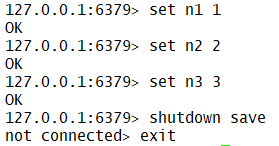 127.0.0.1:6379> set n1 1
OK
127.0.0.1:6379> set n2 2
OK
127.0.0.1:6379> set n3 3
OK
127.0.0.1:6379> shutdown save
not connected> exit